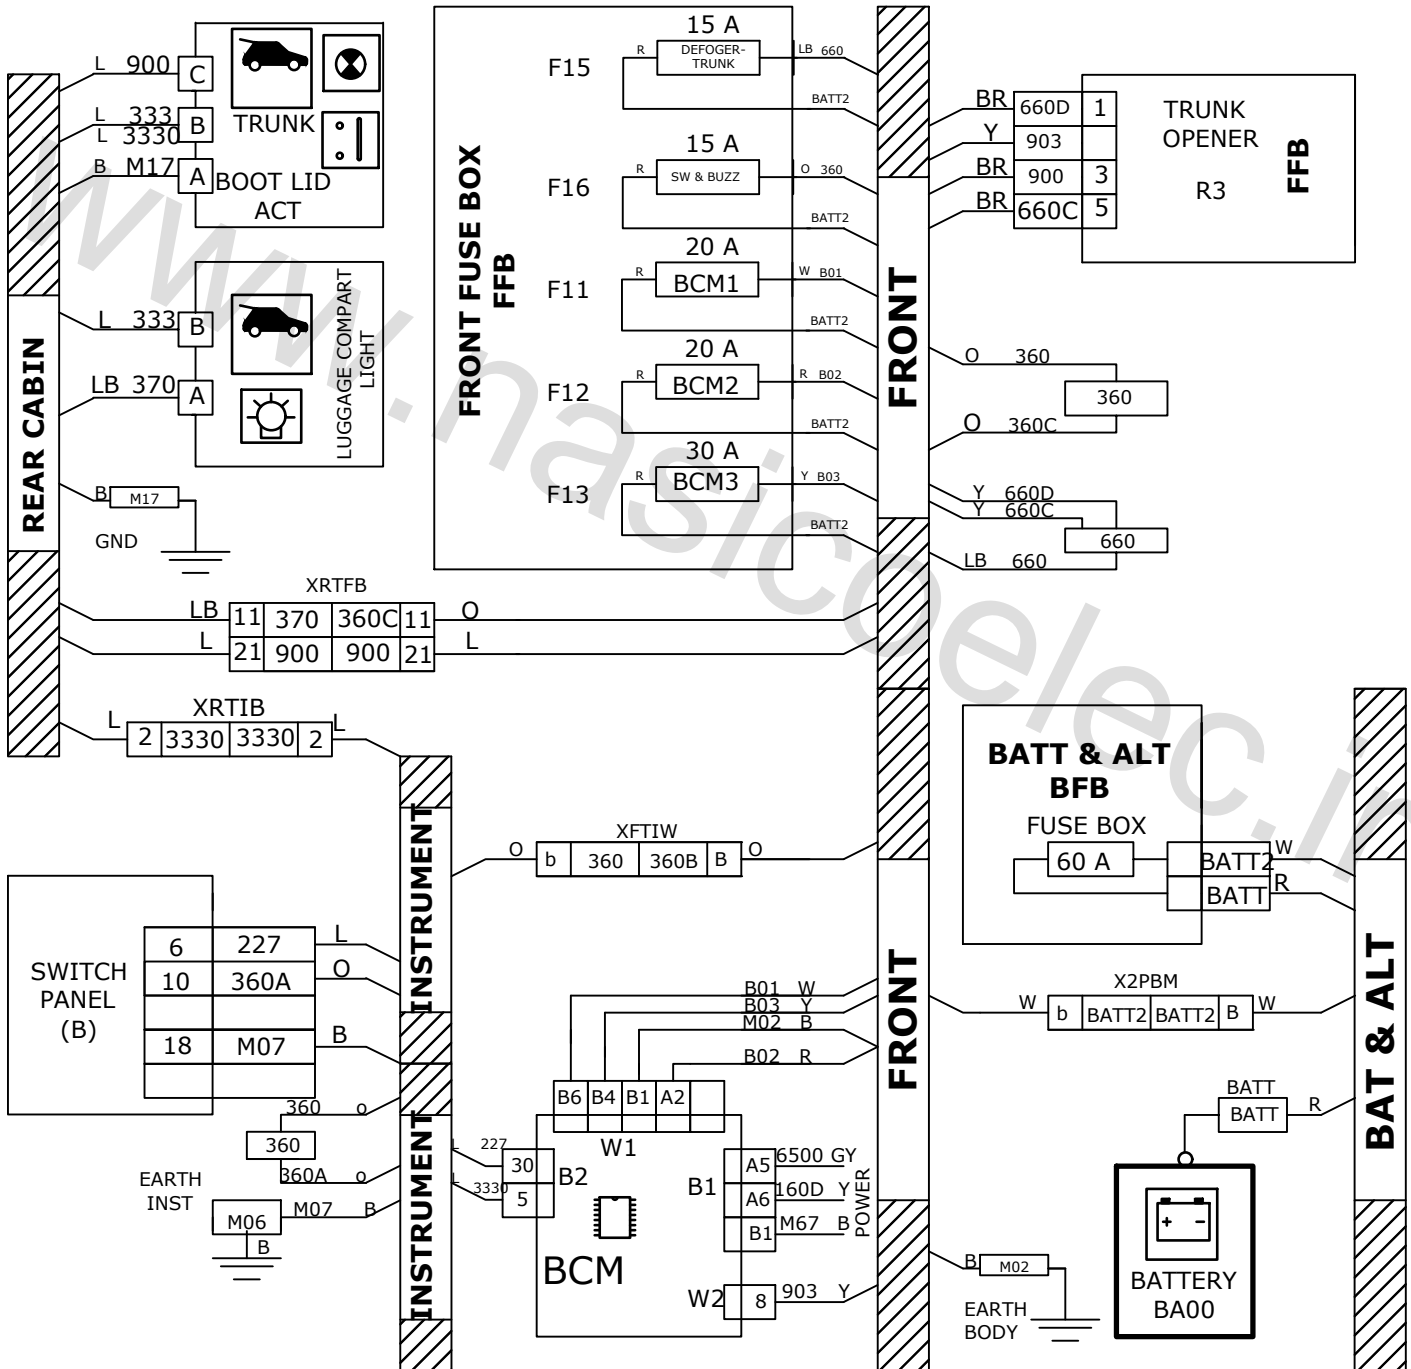 L 900 C
L 333 B
L 3330
B M17 A
TRUNK
BOOT LID
ACT
L 333 B
LB 370 A
LUGGAGE COMPART
LIGHT
REAR CABIN
B M17
GND
FRONT FUSE BOX
FFB
F15
15 A
R
DEFOGER-
TRUNK
LB 660
BATT2
F16
15 A
R
SW & BUZZ
O 360
BATT2
F11
20 A
R
BCM1
W B01
BATT2
F12
20 A
R
BCM2
R B02
BATT2
F13
30 A
R
BCM3
Y B03
BATT2
FRONT
BR 660D 1
Y 903
BR 900 3
BR 660C 5
TRUNK
OPENER
R3
FFB
O 360
360
O 360C
Y 660D
Y 660C
660
LB 660
XRTFB
LB 11 370 360C 11 O
L 21 900 900 21 L
XRTIB
L 2 3330 3330 2 L
INSTRUMENT
XFTIW
O b 360 360B B O
BATT & ALT
BFB
FUSE BOX
60 A
BATT2 W
BATT R
SWITCH
PANEL
(B)
6 227 L
10 360A O
18 M07 B
360 o
360
360A o
EARTH
INST
M06
M07 B
B
INSTRUMENT
B01 W
B03 Y
M02 B
B02 R
B6 B4 B1 A2
W1
L 227 30
L 3330 5
B2
B1
A5 6500 GY
A6 160D Y
B1 M67 B
POWER
BCM
W2 8 903 Y
FRONT
X2PBM
W b BATT2 BATT2 B W
BATT
BATT R
BAT & ALT
+ -
BATTERY
BA00
B M02
EARTH
BODY
www.nasicoelec.ir